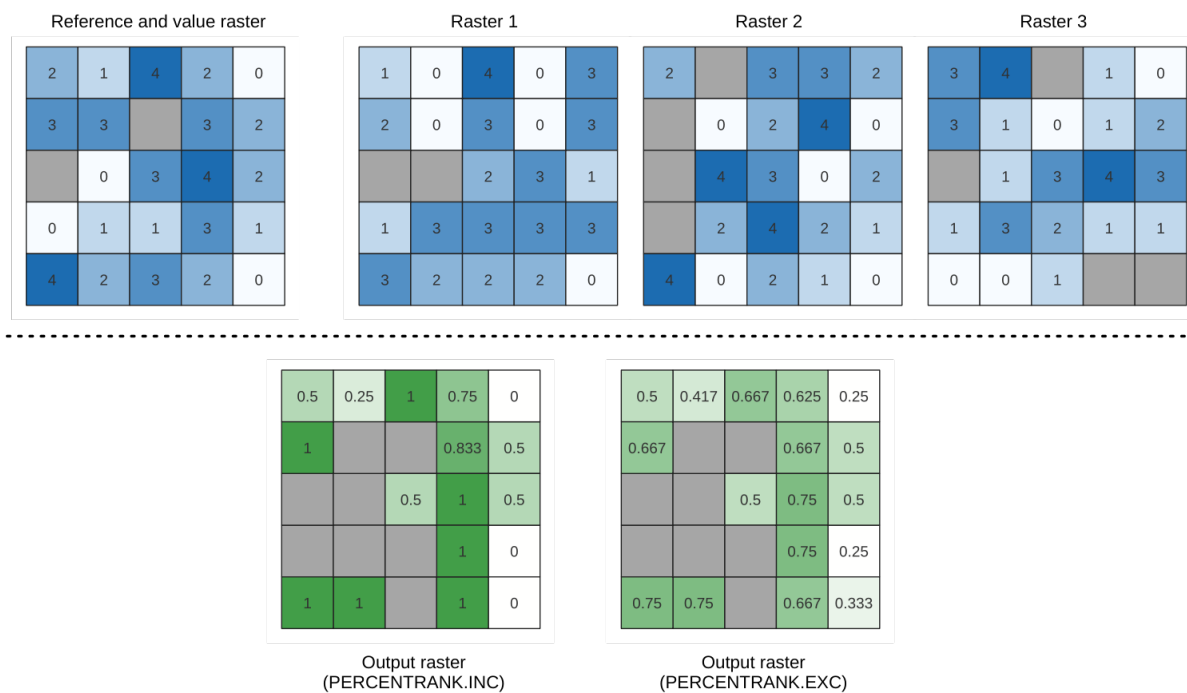 Reference and value raster Raster 1 Raster 2 Raster 3
2 1 4 2 0 1 0 4 0 3 2 3 3 2 3 4 1 0
3 3 3 2 2 0 3 0 3 0 2 4 0 3 1 0 1 2
0 3 4 2 2 3 1 4 3 0 2 1 3 4 3
0 1 1 3 1 1 3 3 3 3 2 4 2 1 1 3 2 1 1
4 2 3 2 0 3 2 2 2 0 4 0 2 1 0 0 0 1
0.5 0.25 1 0.75 0 0.5 0.417 0.667 0.625 0.25
1 0.833 0.5 0.667 0.667 0.5
0.5 1 0.5 0.5 0.75 0.5
1 0 0.75 0.25
1 1 1 0 0.75 0.75 0.667 0.333
Output raster Output raster
(PERCENTRANK.INC) (PERCENTRANK.EXC)